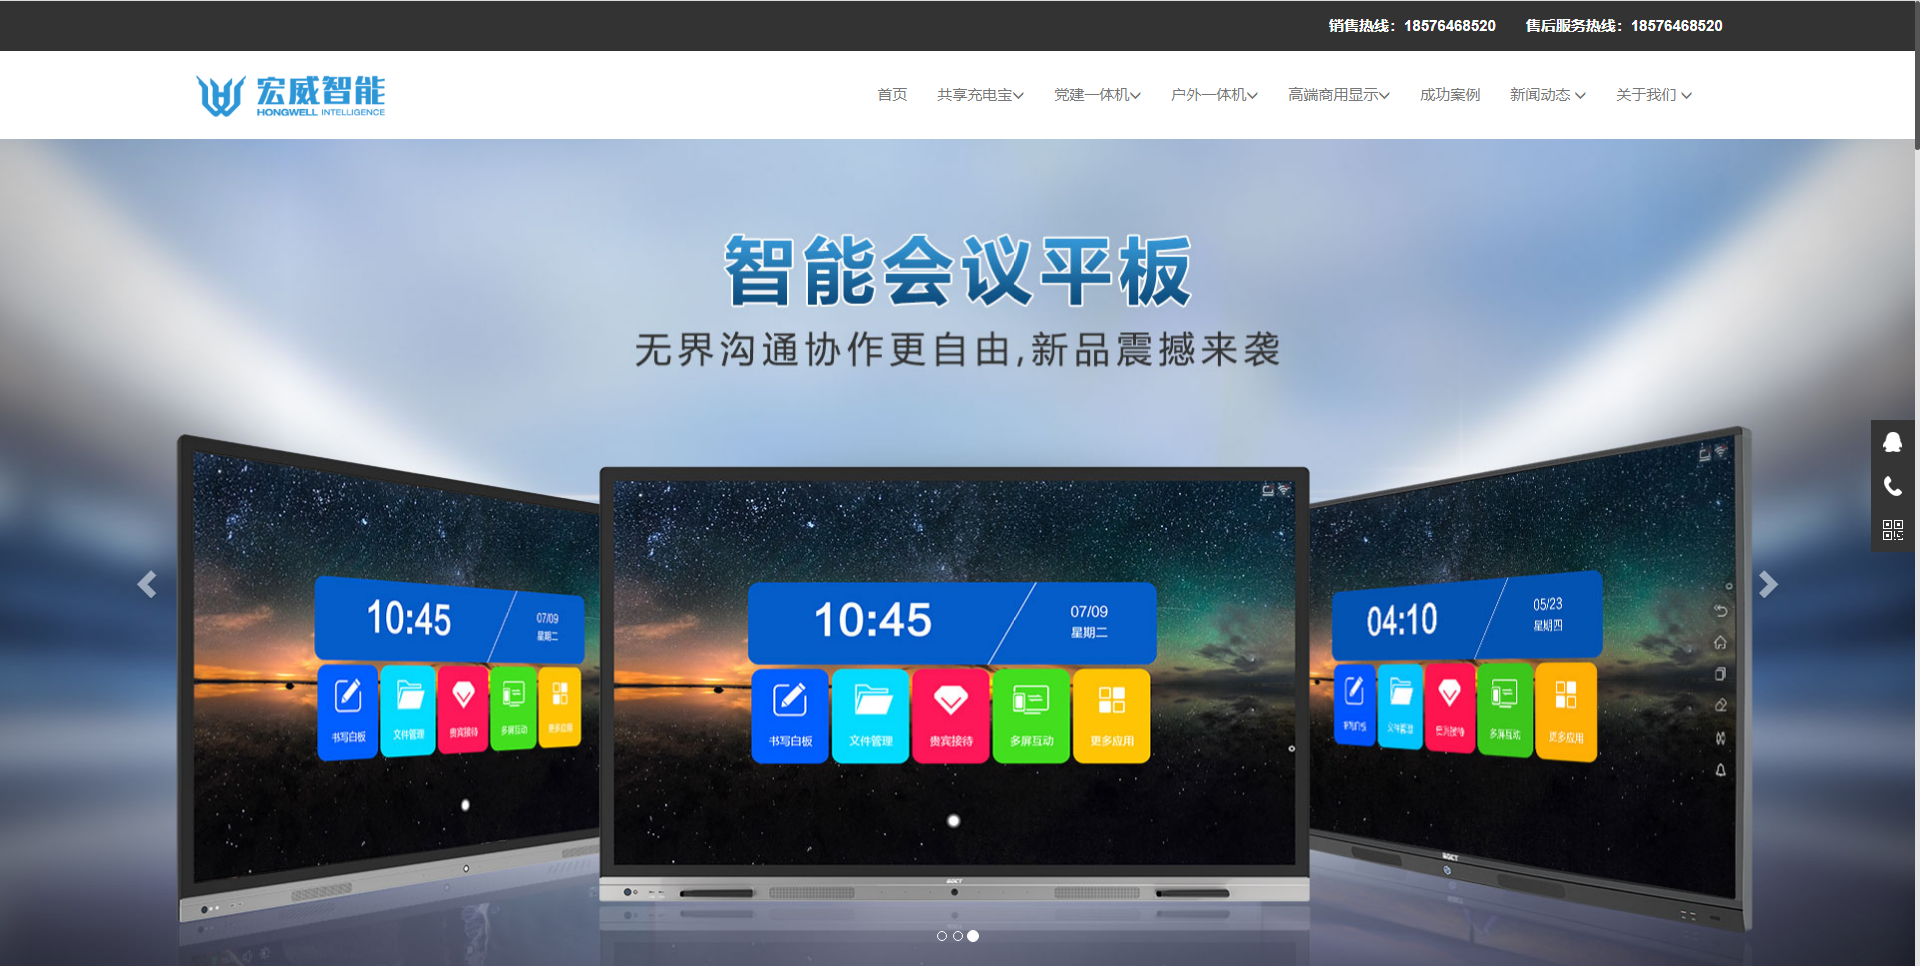 销售热线：18576468520 售后服务热线：18576468520
宏威智能
HONGWELL INTELLIGENCE
首页 共享充电宝 党建一体机 户外一体机 高端商用显示 成功案例 新闻动态 关于我们
智能会议平板
无界沟通协作更自由,新品震撼来袭
10:45 07/09
星期二
书写白板 文件管理 贵宾接待 多屏互动 更多应用
10:45 07/09
星期二
书写白板 文件管理 贵宾接待 多屏互动 更多应用
04:10 05/23
星期四
书写白板 文件管理 贵宾接待 多屏互动 更多应用